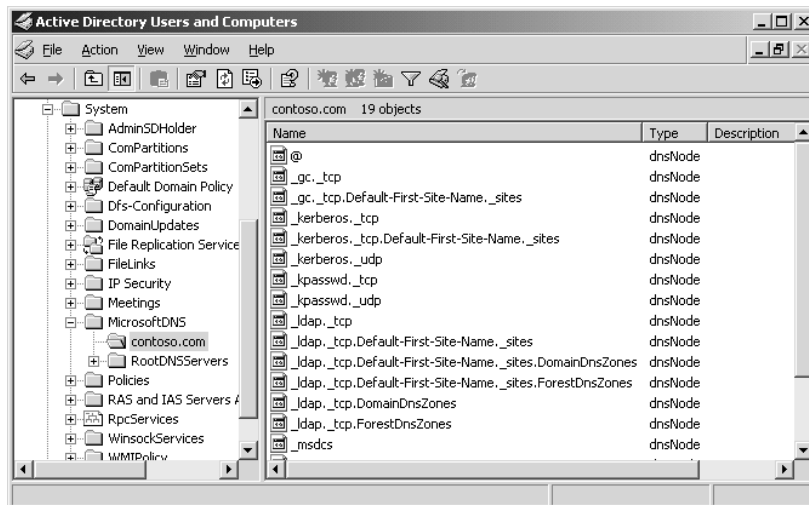 Active Directory Users and Computers
File Action View Window Help
System
AdminSDHolder
ComPartitions
ComPartitionSets
Default Domain Policy
Dfs-Configuration
DomainUpdates
File Replication Service
FileLinks
IP Security
Meetings
MicrosoftDNS
contoso.com
RootDNSServers
Policies
RAS and IAS Servers A
RpcServices
WinsockServices
WMIPolicy
contoso.com 19 objects
Name Type Description
@ dnsNode
_gc._tcp dnsNode
_gc._tcp.Default-First-Site-Name._sites dnsNode
_kerberos._tcp dnsNode
_kerberos._tcp.Default-First-Site-Name._sites dnsNode
_kerberos._udp dnsNode
_kpasswd._tcp dnsNode
_kpasswd._udp dnsNode
_ldap._tcp dnsNode
_ldap._tcp.Default-First-Site-Name._sites dnsNode
_ldap._tcp.Default-First-Site-Name._sites.DomainDnsZones dnsNode
_ldap._tcp.Default-First-Site-Name._sites.ForestDnsZones dnsNode
_ldap._tcp.DomainDnsZones dnsNode
_ldap._tcp.ForestDnsZones dnsNode
_msdcs dnsNode